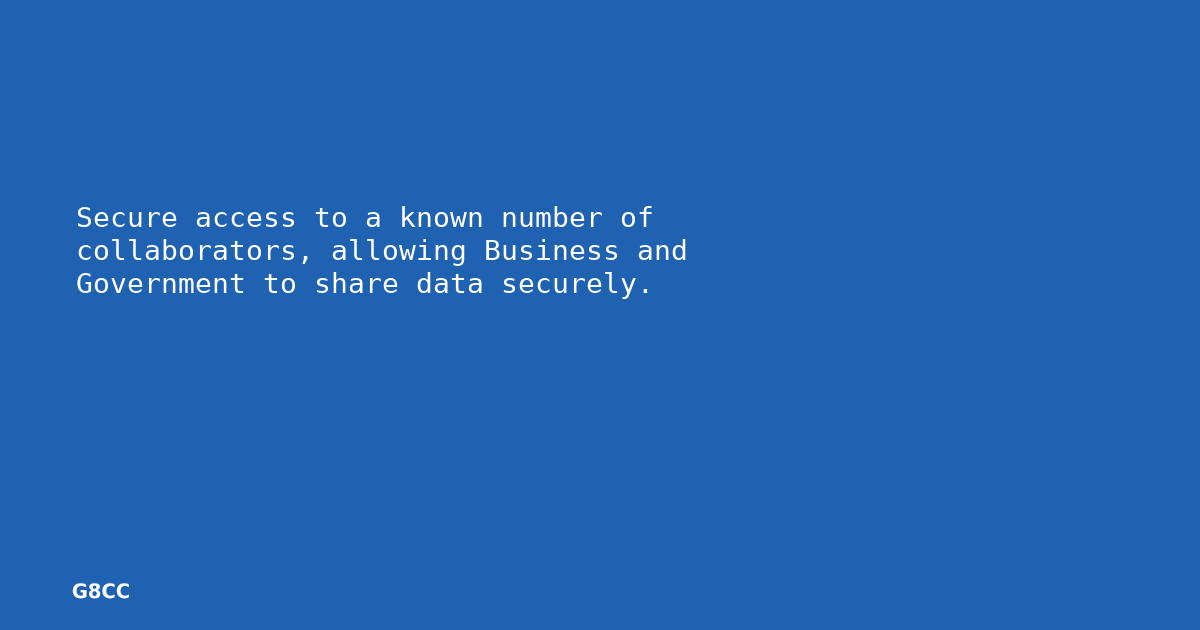 Secure access to a known number of
collaborators, allowing Business and
Government to share data securely.
G8CC